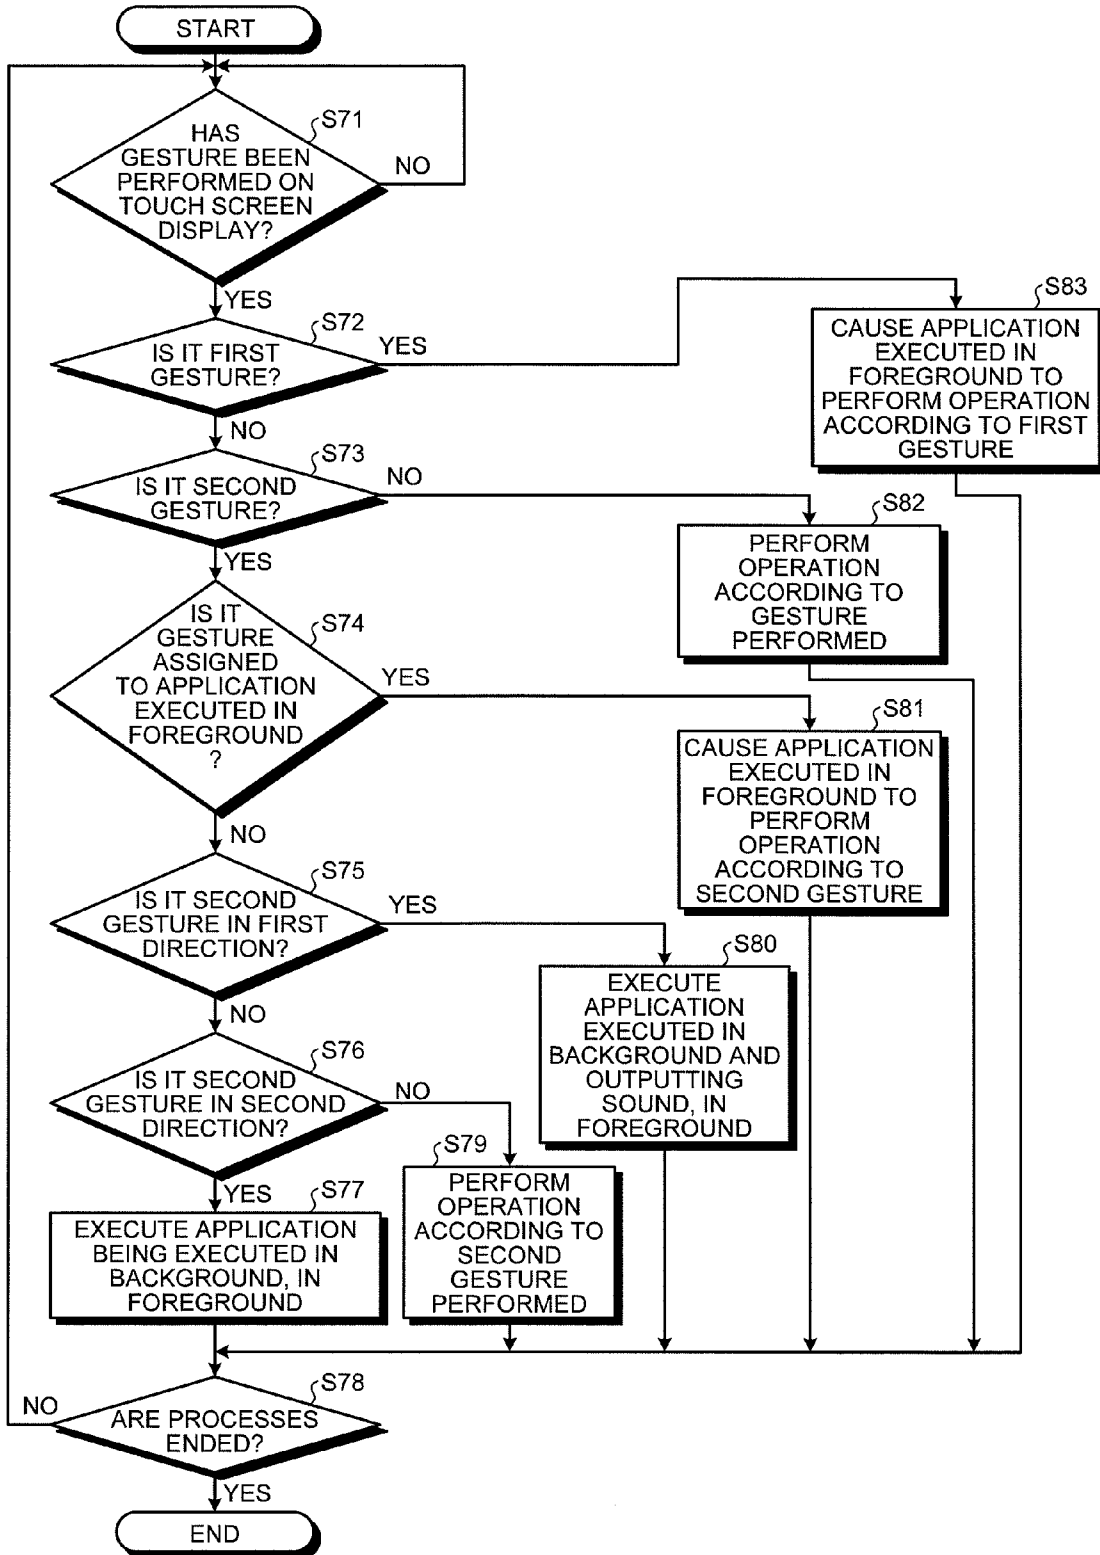 START
S71
HAS
GESTURE BEEN
PERFORMED ON
TOUCH SCREEN
DISPLAY?
NO
YES
S72
IS IT FIRST
GESTURE?
YES
S83
CAUSE APPLICATION
EXECUTED IN
FOREGROUND TO
PERFORM OPERATION
ACCORDING TO FIRST
GESTURE
NO
S73
IS IT SECOND
GESTURE?
NO
S82
PERFORM
OPERATION
ACCORDING TO
GESTURE
PERFORMED
YES
S74
IS IT
GESTURE
ASSIGNED
TO APPLICATION
EXECUTED IN
FOREGROUND
?
YES
S81
CAUSE APPLICATION
EXECUTED IN
FOREGROUND TO
PERFORM
OPERATION
ACCORDING TO
SECOND GESTURE
NO
S75
IS IT SECOND
GESTURE IN FIRST
DIRECTION?
YES
S80
EXECUTE
APPLICATION
EXECUTED IN
BACKGROUND AND
OUTPUTTING
SOUND, IN
FOREGROUND
NO
S76
IS IT SECOND
GESTURE IN SECOND
DIRECTION?
NO
S79
PERFORM
OPERATION
ACCORDING TO
SECOND
GESTURE
PERFORMED
YES
S77
EXECUTE APPLICATION
BEING EXECUTED IN
BACKGROUND, IN
FOREGROUND
S78
ARE PROCESSES
ENDED?
NO
YES
END